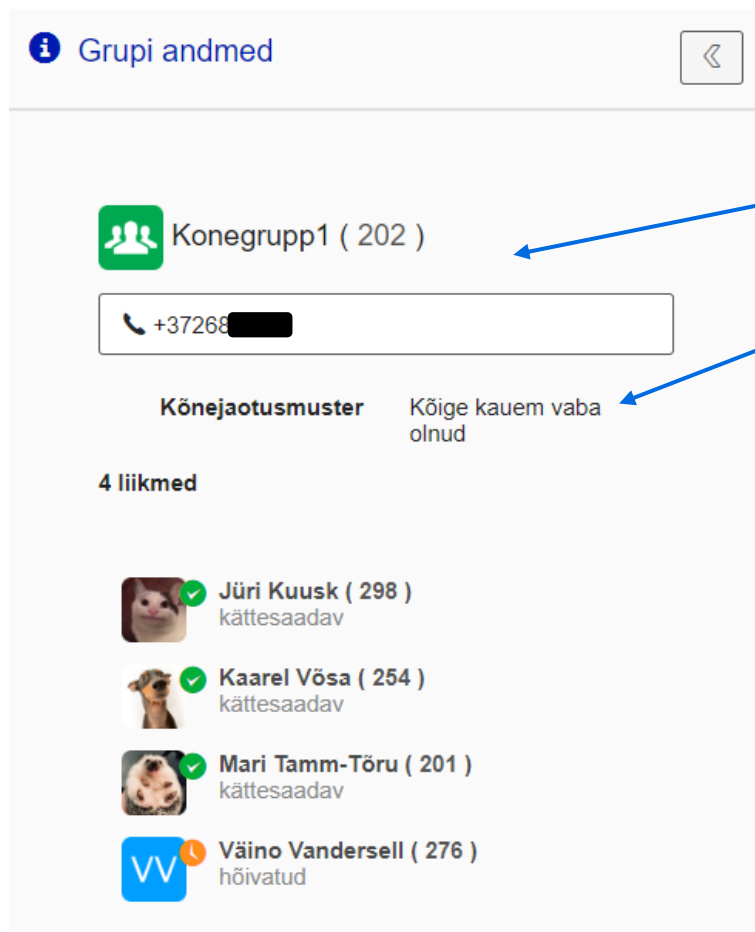 Grupi andmed
Konegrupp1 ( 202 )
+37268
Kõnejaotusmuster Kõige kauem vaba
olnud
4 liikmed
Jüri Kuusk ( 298 )
kättesaadav
Kaarel Võsa ( 254 )
kättesaadav
Mari Tamm-Tõru ( 201 )
kättesaadav
VV
Väino Vandersell ( 276 )
hõivatud